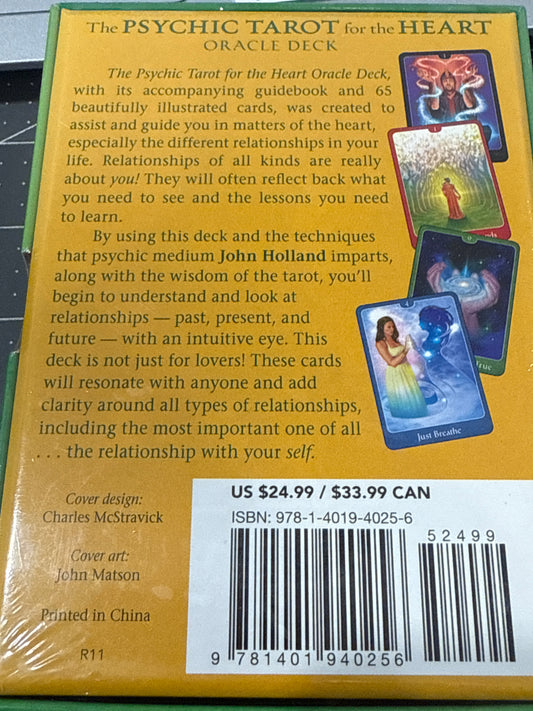 The PSYCHIC TAROT for the HEART
ORACLE DECK
The Psychic Tarot for the Heart Oracle Deck,
with its accompanying guidebook and 65
beautifully illustrated cards, was created to
assist and guide you in matters of the heart,
especially the different relationships in your
life. Relationships of all kinds are really
about you! They will often reflect back what
you need to see and the lessons you need
to learn.
By using this deck and the techniques
that psychic medium John Holland imparts,
along with the wisdom of the tarot, you'll
begin to understand and look at
relationships — past, present, and
future — with an intuitive eye. This
deck is not just for lovers! These cards
will resonate with anyone and add
clarity around all types of relationships,
including the most important one of all
. . . the relationship with your self.
4
Just Breathe
Cover design:
Charles McStravick
Cover art:
John Matson
Printed in China
R11
US $24.99 / $33.99 CAN
ISBN: 978-1-4019-4025-6
52499
9 781401 940256